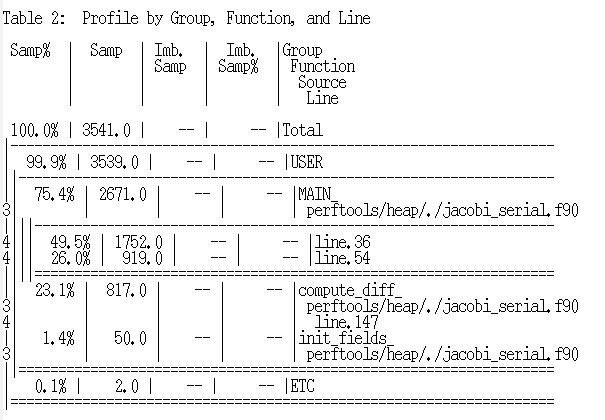 Table 2:  Profile by Group, Function, and Line
Samp% | Samp | Imb. | Imb. |Group
| | Samp | Samp% | Function
| | | | Source
| | | | Line
100.0% | 3541.0 | -- | -- |Total
|-----------------------------------------------------------------------
| 99.9% | 3539.0 | -- | -- |USER
||----------------------------------------------------------------------
|| 75.4% | 2671.0 | -- | -- |MAIN_
3| | | | | perftools/heap/./jacobi_serial.f90
||||--------------------------------------------------------------------
4||| 49.5% | 1752.0 | -- | -- |line.36
4||| 26.0% | 919.0 | -- | -- |line.54
||||====================================================================
|| 23.1% | 817.0 | -- | -- |compute_diff_
3| | | | | perftools/heap/./jacobi_serial.f90
4| | | | | line.147
|| 1.4% | 50.0 | -- | -- |init_fields_
3| | | | | perftools/heap/./jacobi_serial.f90
||======================================================================
| 0.1% | 2.0 | -- | -- |ETC
|=======================================================================